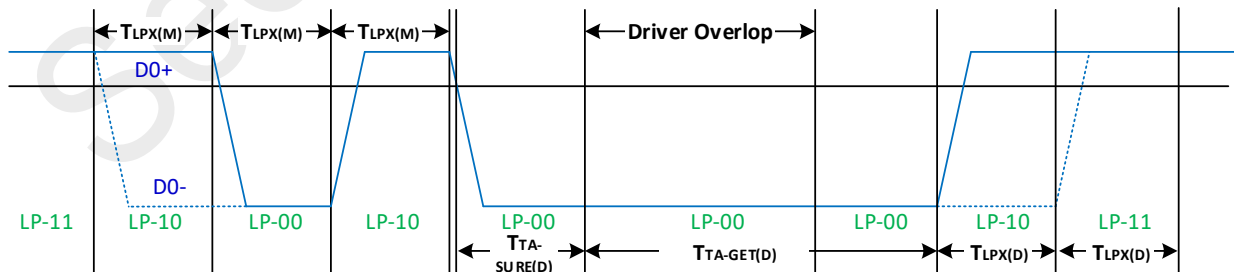 TLPX(M) TLPX(M) TLPX(M) Driver Overlop
D0+
D0-
LP-11 LP-10 LP-00 LP-10 LP-00 LP-00 LP-00 LP-10 LP-11
TTA-SURE(D) TTA-GET(D) TLPX(D) TLPX(D)